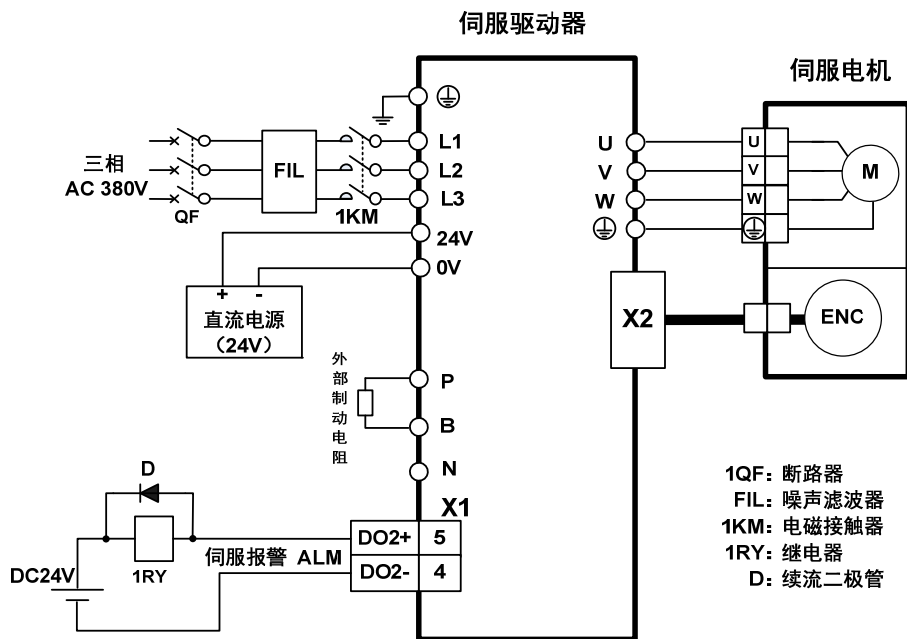 伺服驱动器
伺服电机
三相
AC 380V
QF
FIL
1KM
L1
L2
L3
24V
0V
+ -
直流电源
（24V）
外部制动电阻
P
B
N
X1
U
V
W
X2
U
V
W
M
ENC
D
1RY
DC24V
伺服报警 ALM
DO2+ 5
DO2- 4
1QF：断路器
FIL：噪声滤波器
1KM：电磁接触器
1RY：继电器
D：续流二极管